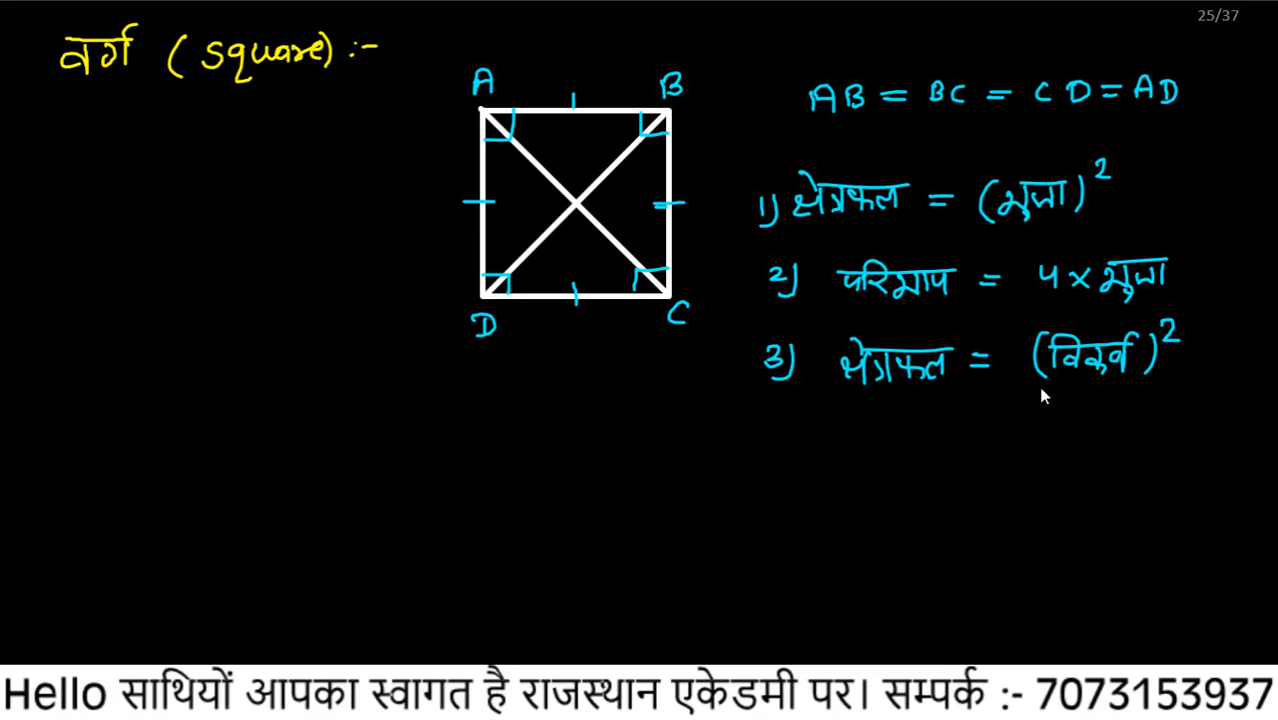 25/37
वर्ग (square) :-
A B
D C
AB = BC = CD = AD
1) क्षेत्रफल = (भुजा)²
2) परिमाप = 4 × भुजा
3) क्षेत्रफल = (विकर्ण)²
Hello साथियों आपका स्वागत है राजस्थान एकेडमी पर। सम्पर्क :- 7073153937